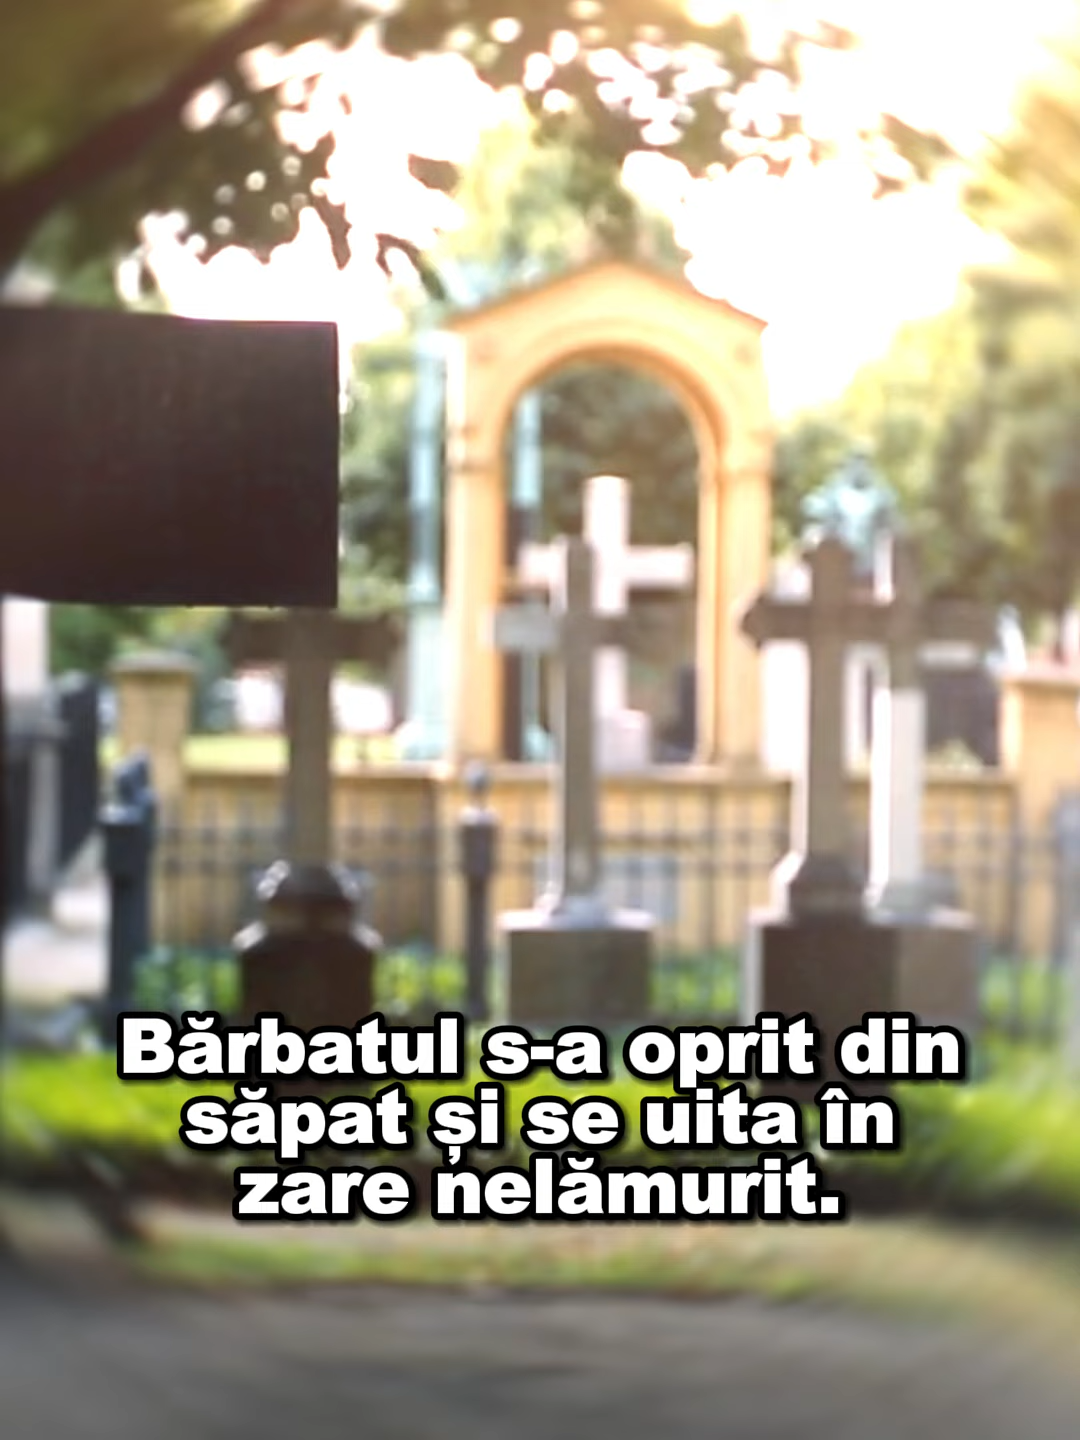 Bărbatul s-a oprit din
săpat și se uita în
zare nelămurit.